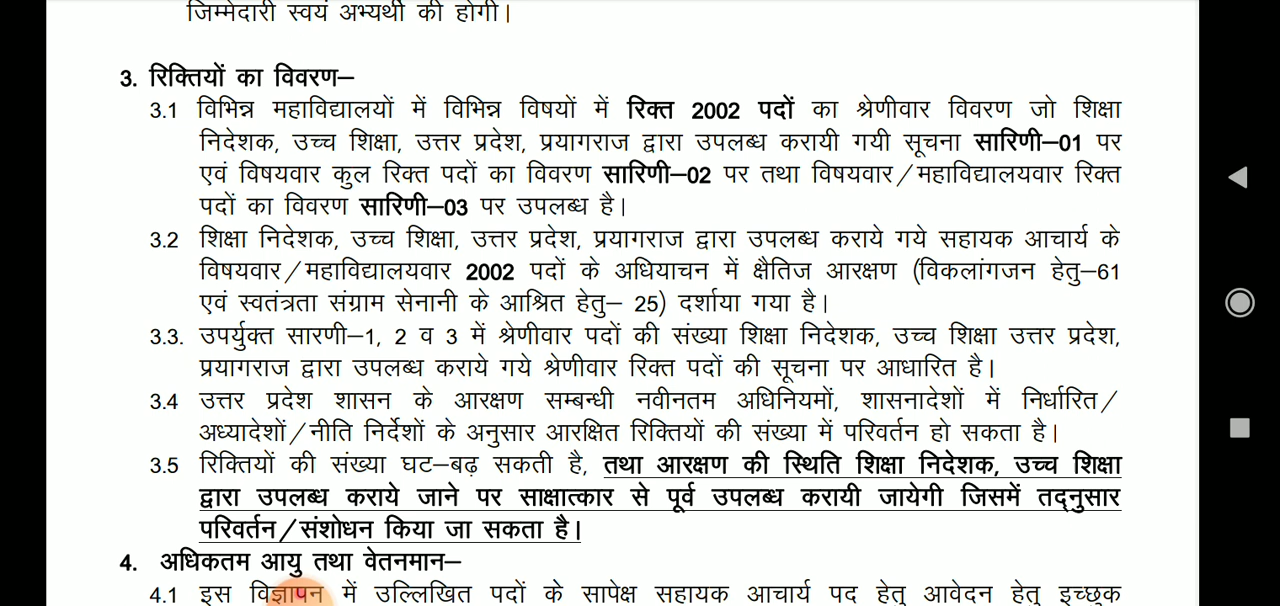 जिम्मेदारी स्वयं अभ्यर्थी की होगी।
3. रिक्तियों का विवरण–
3.1 विभिन्न महाविद्यालयों में विभिन्न विषयों में रिक्त 2002 पदों का श्रेणीवार विवरण जो शिक्षा
निदेशक, उच्च शिक्षा, उत्तर प्रदेश, प्रयागराज द्वारा उपलब्ध करायी गयी सूचना सारिणी–01 पर
एवं विषयवार कुल रिक्त पदों का विवरण सारिणी–02 पर तथा विषयवार/महाविद्यालयवार रिक्त
पदों का विवरण सारिणी–03 पर उपलब्ध है।
3.2 शिक्षा निदेशक, उच्च शिक्षा, उत्तर प्रदेश, प्रयागराज द्वारा उपलब्ध कराये गये सहायक आचार्य के
विषयवार/महाविद्यालयवार 2002 पदों के अधियाचन में क्षैतिज आरक्षण (विकलांगजन हेतु–61
एवं स्वतंत्रता संग्राम सेनानी के आश्रित हेतु– 25) दर्शाया गया है।
3.3. उपर्युक्त सारणी–1, 2 व 3 में श्रेणीवार पदों की संख्या शिक्षा निदेशक, उच्च शिक्षा उत्तर प्रदेश,
प्रयागराज द्वारा उपलब्ध कराये गये श्रेणीवार रिक्त पदों की सूचना पर आधारित है।
3.4 उत्तर प्रदेश शासन के आरक्षण सम्बन्धी नवीनतम अधिनियमों, शासनादेशों में निर्धारित/
अध्यादेशों/नीति निर्देशों के अनुसार आरक्षित रिक्तियों की संख्या में परिवर्तन हो सकता है।
3.5 रिक्तियों की संख्या घट–बढ़ सकती है, तथा आरक्षण की स्थिति शिक्षा निदेशक, उच्च शिक्षा
द्वारा उपलब्ध कराये जाने पर साक्षात्कार से पूर्व उपलब्ध करायी जायेगी जिसमें तद्नुसार
परिवर्तन/संशोधन किया जा सकता है।
4. अधिकतम आयु तथा वेतनमान–
4.1 इस विज्ञापन में उल्लिखित पदों के सापेक्ष सहायक आचार्य पद हेतु आवेदन हेतु इच्छुक